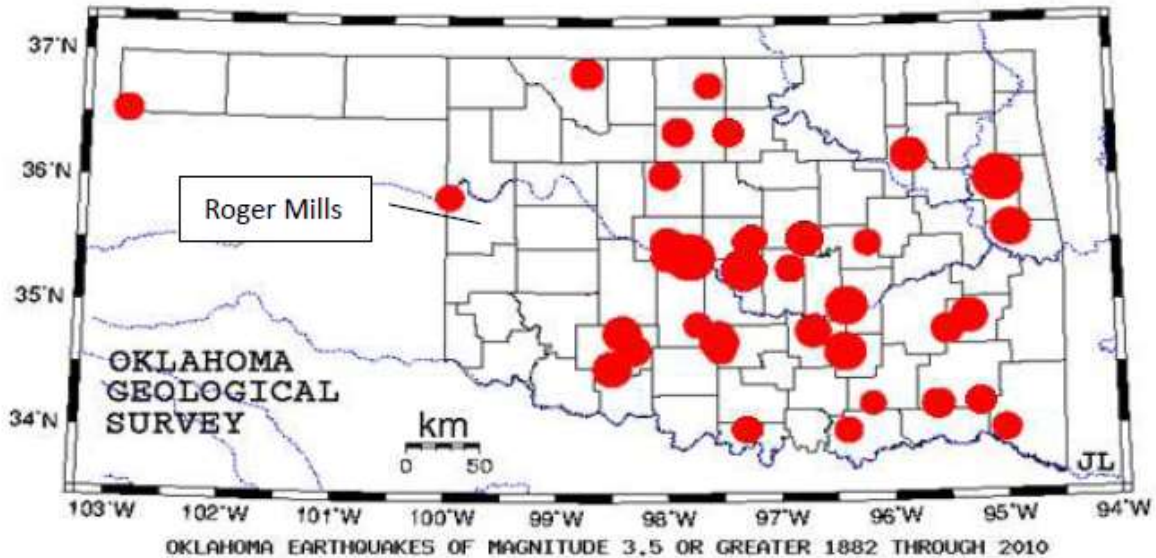 37°N
36°N
35°N
34°N
Roger Mills
OKLAHOMA
GEOLOGICAL
SURVEY
km
0 50
JL
103°W 102°W 101°W 100°W 99°W 98°W 97°W 96°W 95°W 94°W
OKLAHOMA EARTHQUAKES OF MAGNITUDE 3.5 OR GREATER 1882 THROUGH 2010